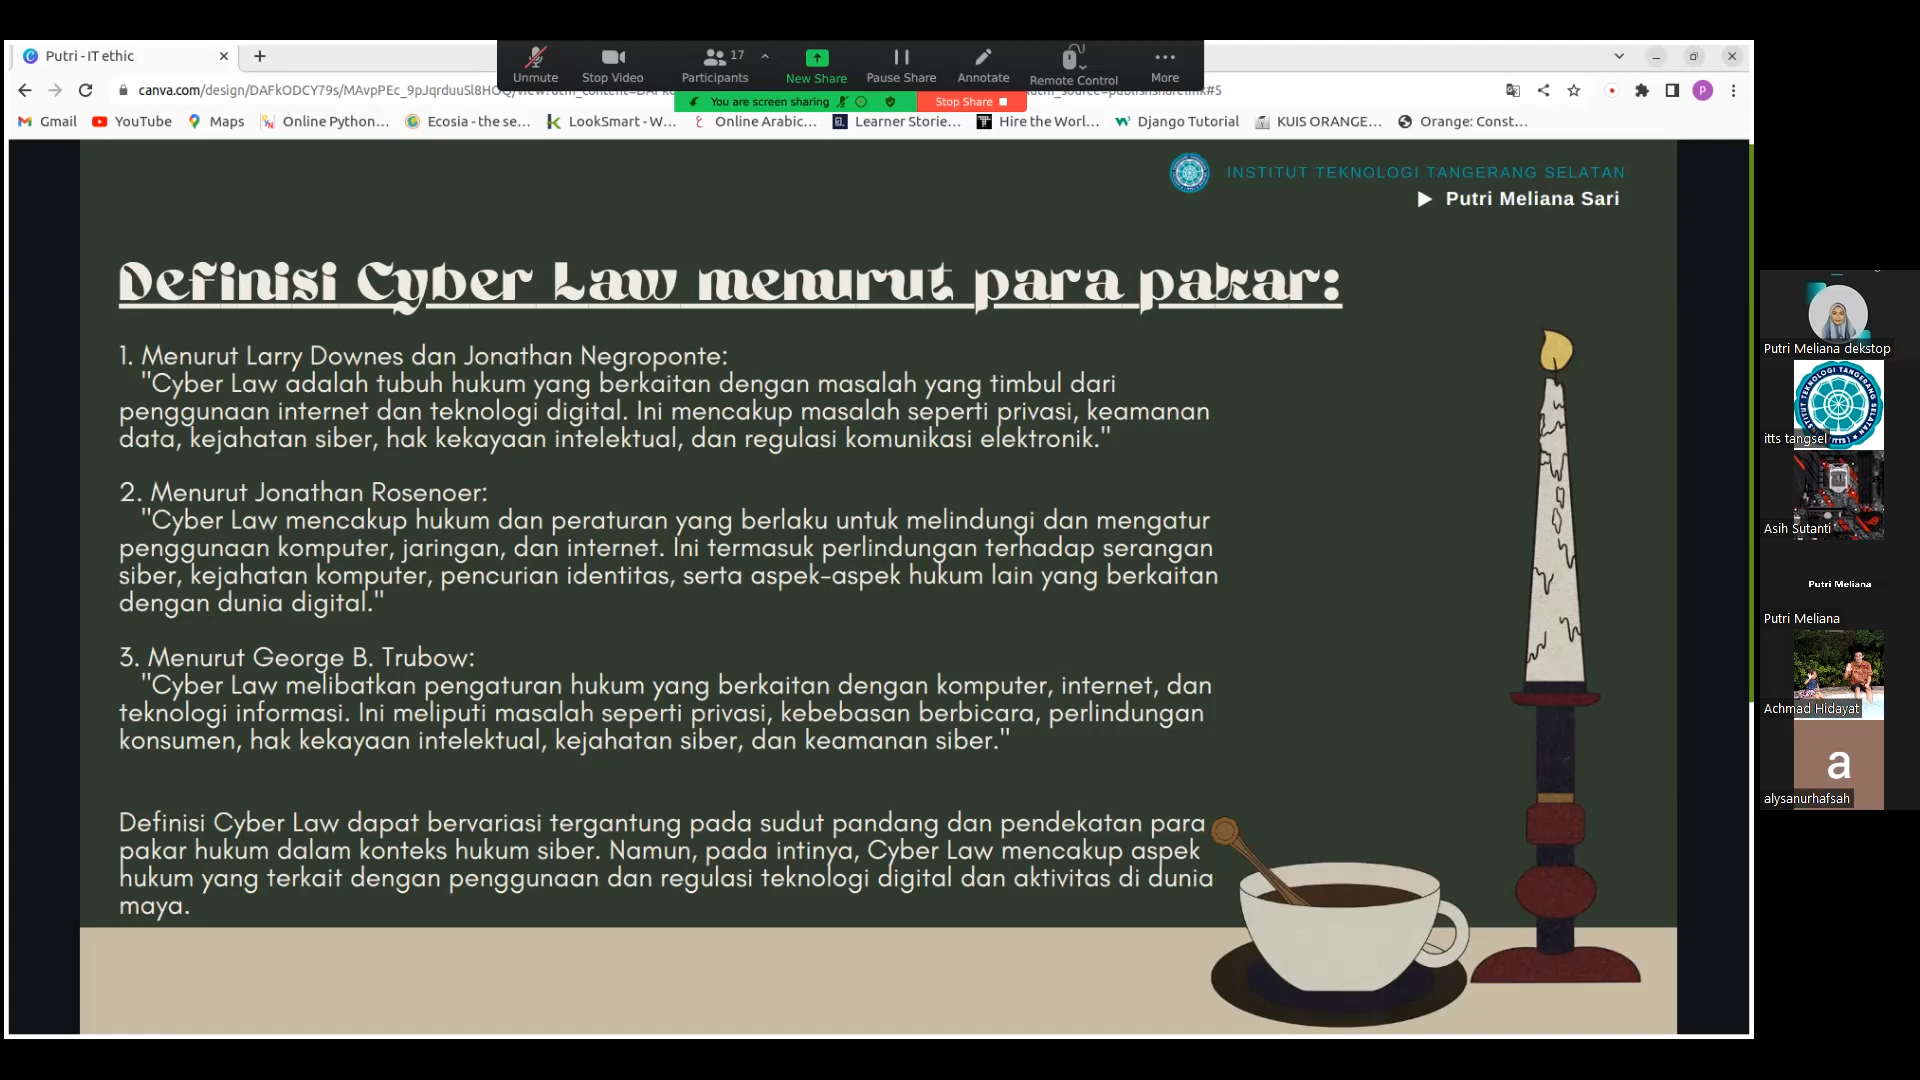 Putri - IT ethic
Unmute
Stop Video
17
Participants
New Share
Pause Share
Annotate
Remote Control
More
You are screen sharing
Stop Share
Gmail
YouTube
Maps
Online Python...
Ecosia - the se...
LookSmart - W...
Online Arabic...
Learner Storie...
Hire the Worl...
Django Tutorial
KUIS ORANGE...
Orange: Const...
INSTITUT TEKNOLOGI TANGERANG SELATAN
Putri Meliana Sari
Definisi Cyber Law menurut para pakar:
1. Menurut Larry Downes dan Jonathan Negroponte:
"Cyber Law adalah tubuh hukum yang berkaitan dengan masalah yang timbul dari
penggunaan internet dan teknologi digital. Ini mencakup masalah seperti privasi, keamanan
data, kejahatan siber, hak kekayaan intelektual, dan regulasi komunikasi elektronik."
2. Menurut Jonathan Rosenoer:
"Cyber Law mencakup hukum dan peraturan yang berlaku untuk melindungi dan mengatur
penggunaan komputer, jaringan, dan internet. Ini termasuk perlindungan terhadap serangan
siber, kejahatan komputer, pencurian identitas, serta aspek-aspek hukum lain yang berkaitan
dengan dunia digital."
3. Menurut George B. Trubow:
"Cyber Law melibatkan pengaturan hukum yang berkaitan dengan komputer, internet, dan
teknologi informasi. Ini meliputi masalah seperti privasi, kebebasan berbicara, perlindungan
konsumen, hak kekayaan intelektual, kejahatan siber, dan keamanan siber."
Definisi Cyber Law dapat bervariasi tergantung pada sudut pandang dan pendekatan para
pakar hukum dalam konteks hukum siber. Namun, pada intinya, Cyber Law mencakup aspek
hukum yang terkait dengan penggunaan dan regulasi teknologi digital dan aktivitas di dunia
maya.
Putri Meliana dekstop
itts tangsel
Asih Sutanti
Putri Meliana
Putri Meliana
Achmad Hidayat
a
alysanurhafsah